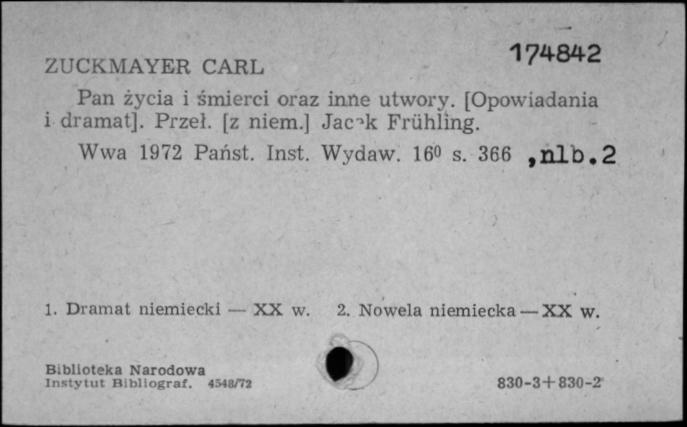 174842
ZUCKMAYER CARL
Pan życia i śmierci oraz inne utwory. [Opowiadania
i dramat]. Przeł. [z niem.] Jacek Frühling.
Wwa 1972 Państ. Inst. Wydaw. 16⁰ s. 366 ,nlb.2
1. Dramat niemiecki — XX w. 2. Nowela niemiecka — XX w.
Biblioteka Narodowa
Instytut Bibliograf. 4548/72
830-3+830-2